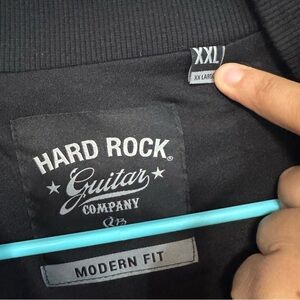 XXL
XX LARGE
HARD ROCK®
Guitar
COMPANY
MODERN FIT